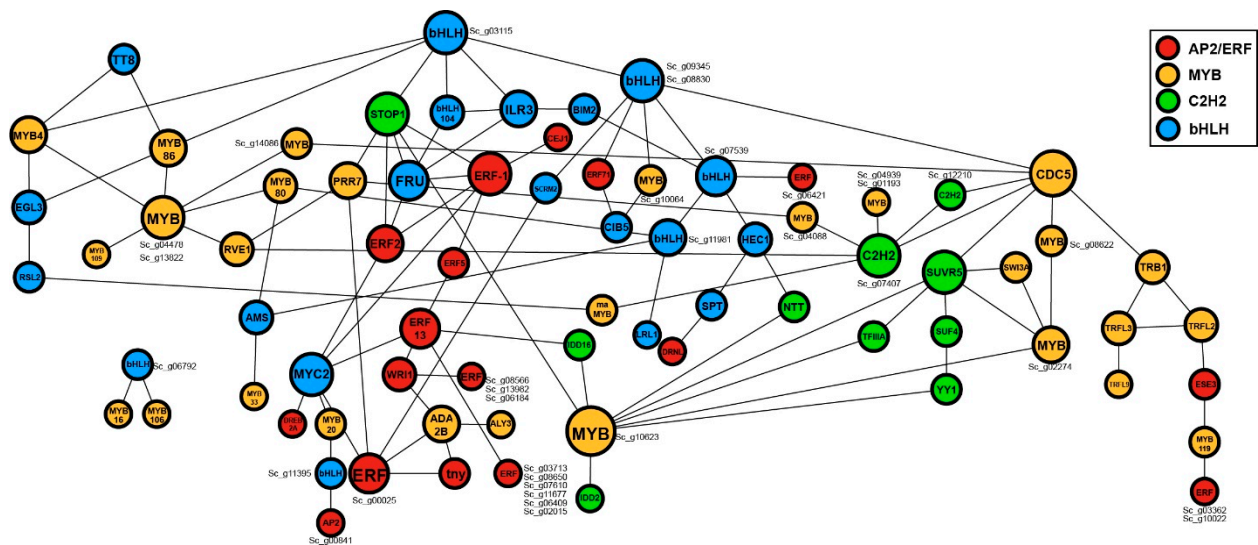 bHLH
Sc_g03115
AP2/ERF
MYB
C2H2
bHLH
TT8
bHLH
Sc_g09345
Sc_g08830
MYB4
MYB
86
STOP1
bHLH
104
ILR3
BIM2
Sc_g14086
MYB
CEJ1
Sc_g07539
MYB
80
PRR7
FRU
ERF-1
SCRM2
ERF71
MYB
Sc_g10064
bHLH
ERF
Sc_g06421
Sc_g04939
Sc_g01193
MYB
Sc_g12210
C2H2
CDC5
EGL3
MYB
Sc_g04478
Sc_g13822
MYB
109
RVE1
ERF2
ERF5
CIB5
bHLH
Sc_g11981
HEC1
MYB
Sc_g04088
C2H2
Sc_g07407
MYB
Sc_g08622
RSL2
SUVR5
SWI3A
TRB1
AMS
ERF
13
ma
MYB
SPT
NTT
LRL1
DRNL
TFIIIA
SUF4
MYB
Sc_g02274
TRFL3
TRFL2
IDD16
bHLH
Sc_g06792
MYC2
WRI1
ERF
Sc_g08566
Sc_g13982
Sc_g06184
YY1
TRFL9
ESE3
MYB
33
MYB
16
MYB
106
DREB
2A
MYB
20
ADA
2B
ALY3
MYB
Sc_g10623
MYB
119
Sc_g11395
bHLH
ERF
Sc_g00025
tny
ERF
Sc_g03713
Sc_g08650
Sc_g07610
Sc_g11677
Sc_g06409
Sc_g02015
IDD2
ERF
Sc_g03362
Sc_g10022
AP2
Sc_g00841